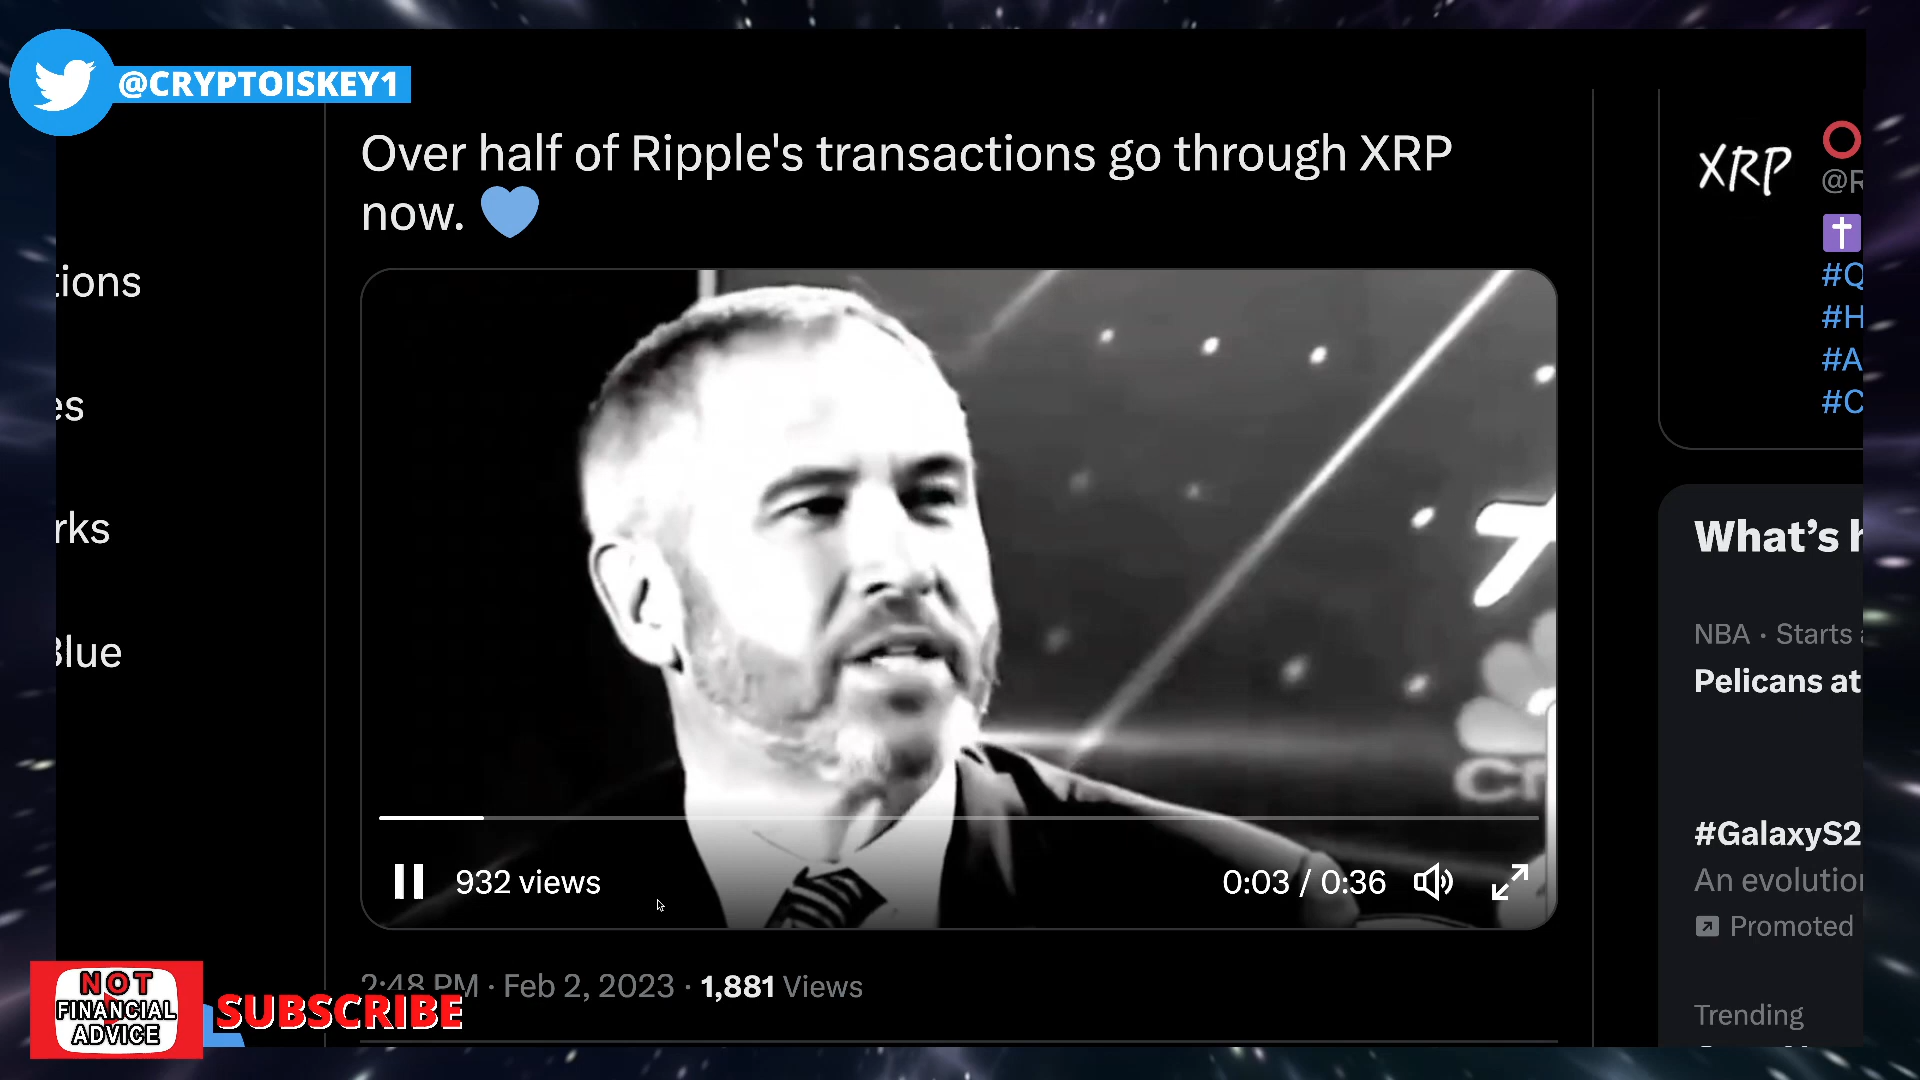 @CRYPTOISKEY1
Over half of Ripple's transactions go through XRP
now.
XRP
@R
#Q
#H
#A
#C
tions
es
rks
Blue
What's h
NBA · Starts
Pelicans at
#GalaxyS2
An evolution
Promoted
Trending
932 views
0:03 / 0:36
2:48 PM · Feb 2, 2023 · 1,881 Views
NOT
FINANCIAL
ADVICE
SUBSCRIBE